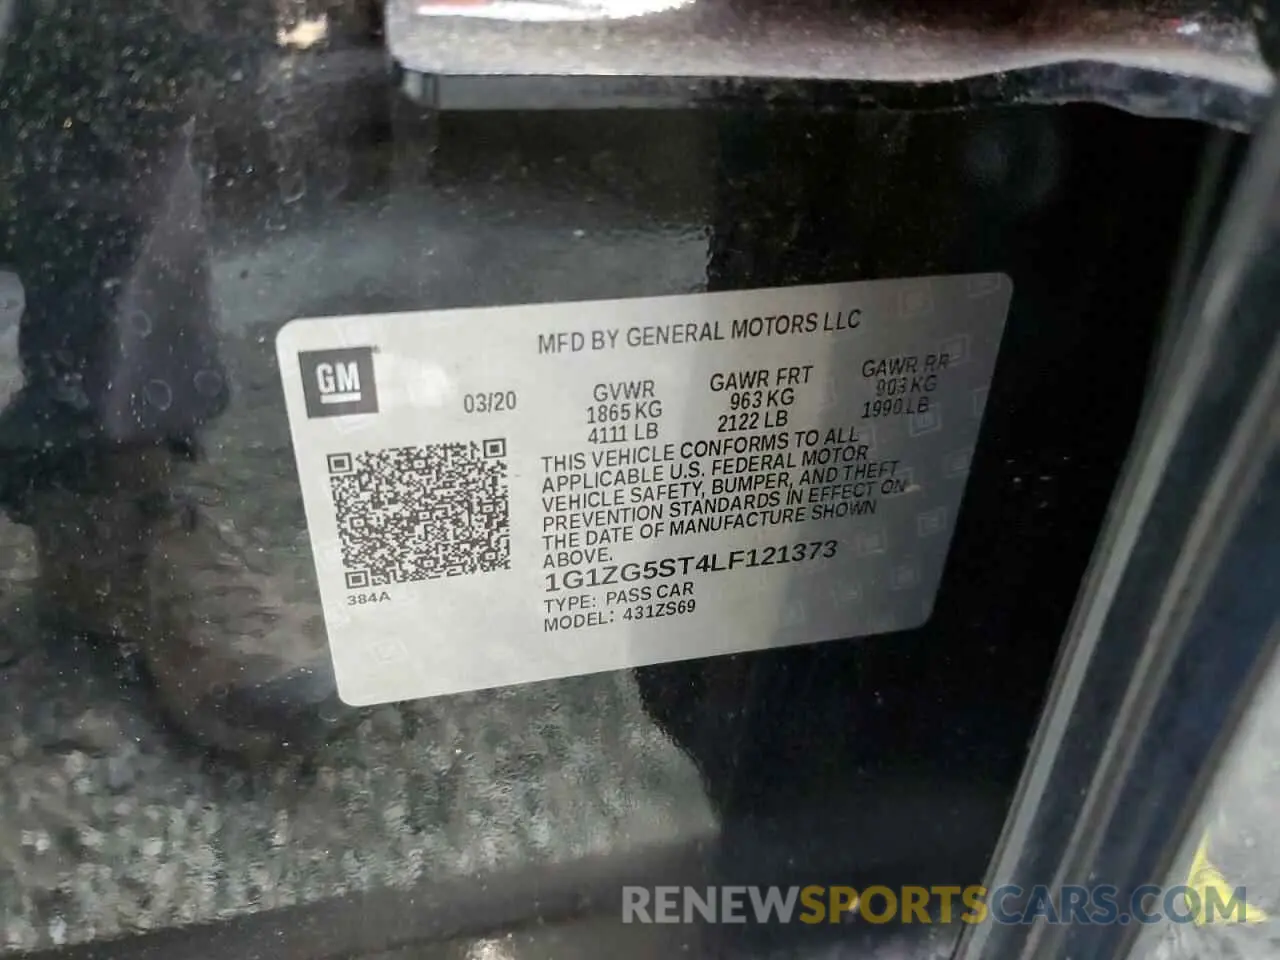 MFD BY GENERAL MOTORS LLC
GM
03/20
GVWR
1865 KG
4111 LB
GAWR FRT
963 KG
2122 LB
GAWR RR
903 KG
1990 LB
THIS VEHICLE CONFORMS TO ALL
APPLICABLE U.S. FEDERAL MOTOR
VEHICLE SAFETY, BUMPER, AND THEFT
PREVENTION STANDARDS IN EFFECT ON
THE DATE OF MANUFACTURE SHOWN
ABOVE.
1G1ZG5ST4LF121373
TYPE: PASS CAR
MODEL: 431ZS69
384A
RENEWSPORTSCARS.COM